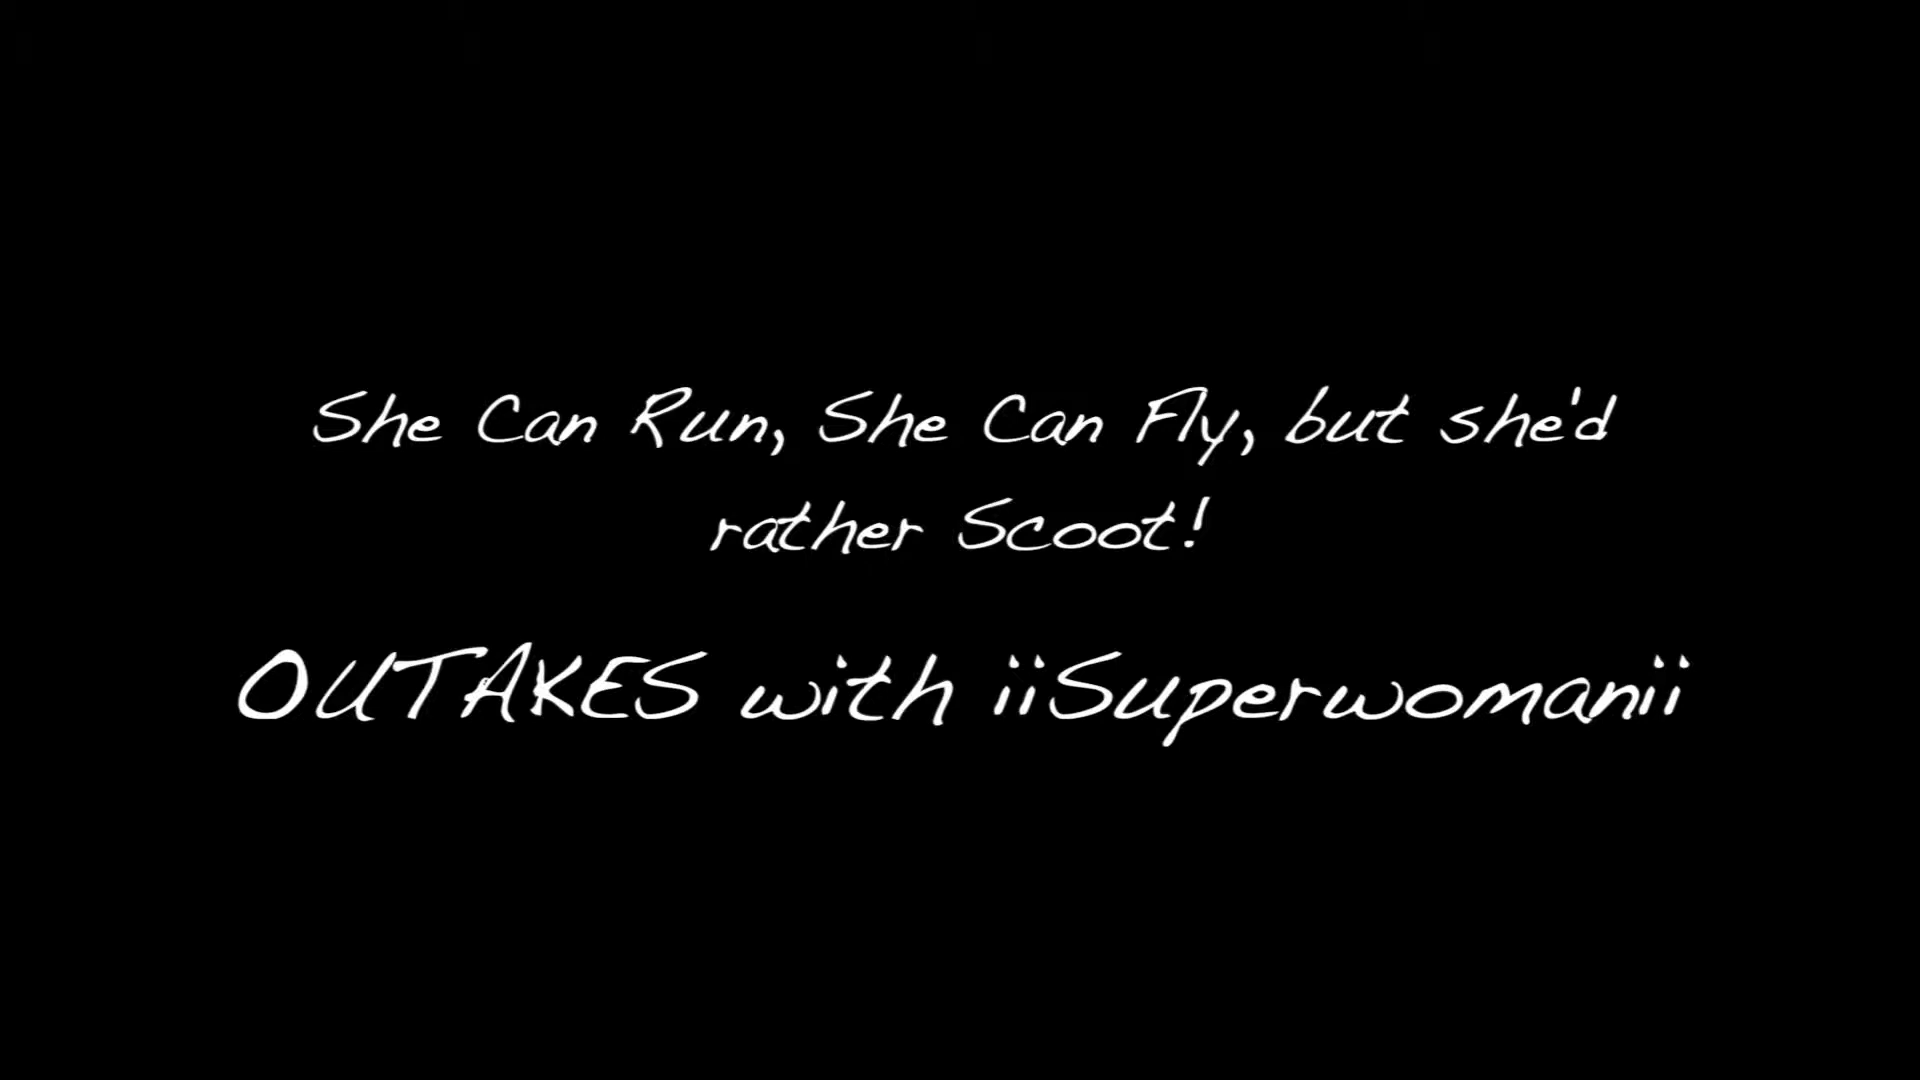 She Can Run, She Can Fly, but she'd
rather Scoot!
OUTAKES with iiSuperwomanii